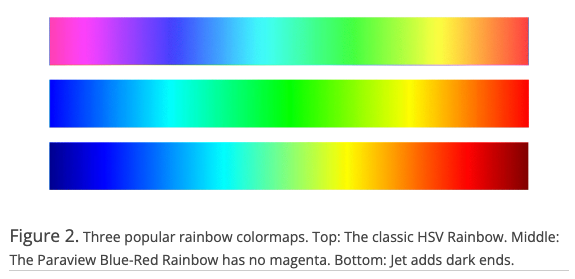 Figure 2. Three popular rainbow colormaps. Top: The classic HSV Rainbow. Middle:
The Paraview Blue-Red Rainbow has no magenta. Bottom: Jet adds dark ends.